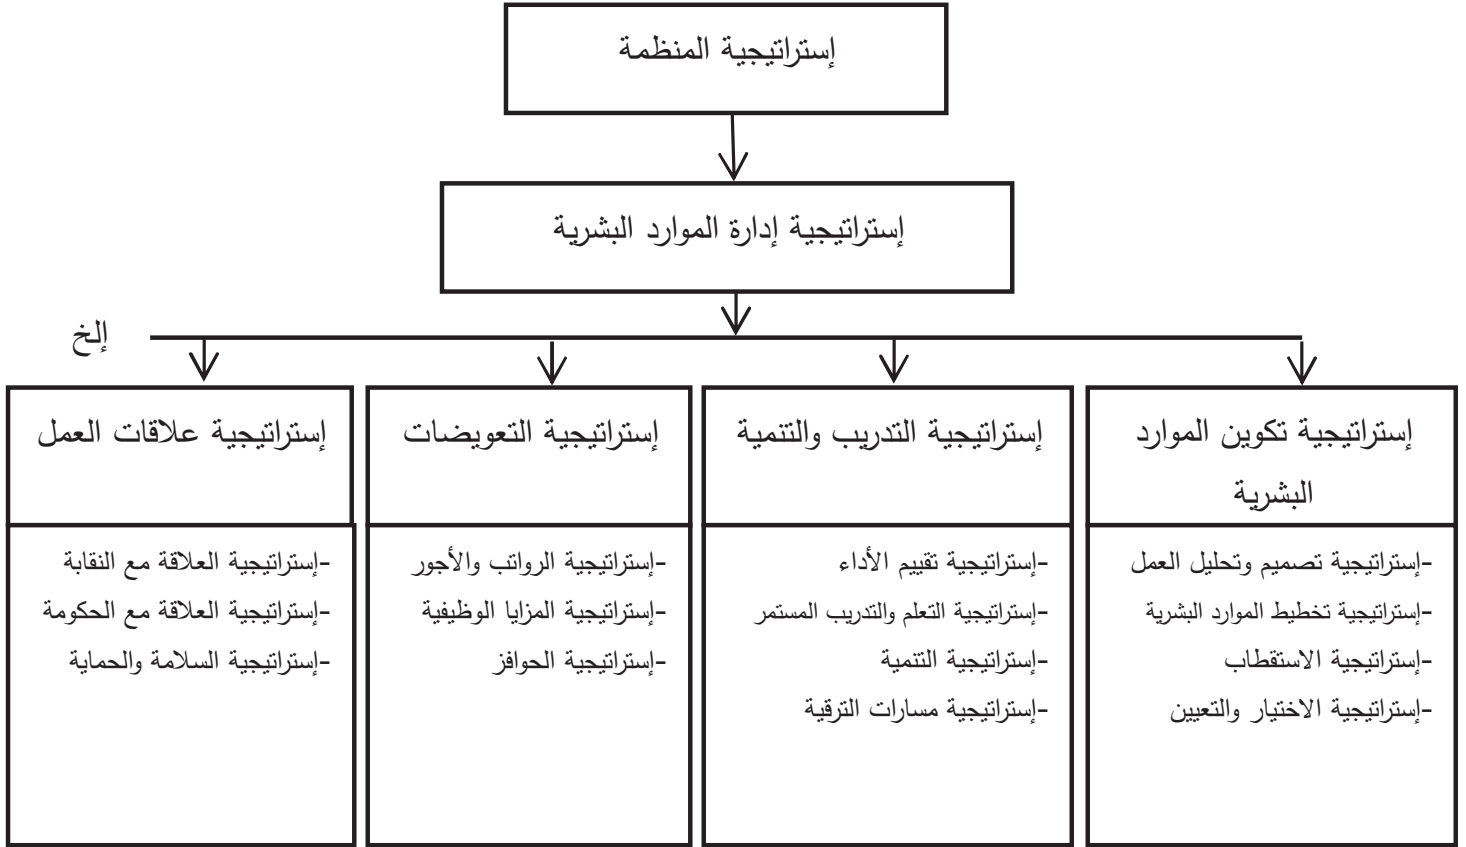 إستراتيجية المنظمة
إستراتيجية إدارة الموارد البشرية
إلخ
إستراتيجية تكوين الموارد
البشرية
-إستراتيجية تصميم وتحليل العمل
-إستراتيجية تخطيط الموارد البشرية
-إستراتيجية الاستقطاب
-إستراتيجية الاختيار والتعيين
إستراتيجية التدريب والتنمية
-إستراتيجية تقييم الأداء
-إستراتيجية التعلم والتدريب المستمر
-إستراتيجية التنمية
-إستراتيجية مسارات الترقية
إستراتيجية التعويضات
-إستراتيجية الرواتب والأجور
-إستراتيجية المزايا الوظيفية
-إستراتيجية الحوافز
إستراتيجية علاقات العمل
-إستراتيجية العلاقة مع النقابة
-إستراتيجية العلاقة مع الحكومة
-إستراتيجية السلامة والحماية